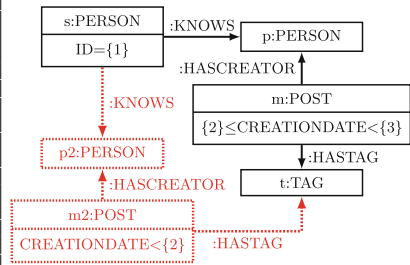 s:PERSON
:KNOWS
p:PERSON
ID={1}
:HASCREATOR
:KNOWS
m:POST
{2}≤CREATIONDATE<{3}
p2:PERSON
:HASTAG
:HASCREATOR
t:TAG
m2:POST
CREATIONDATE<{2}
:HASTAG